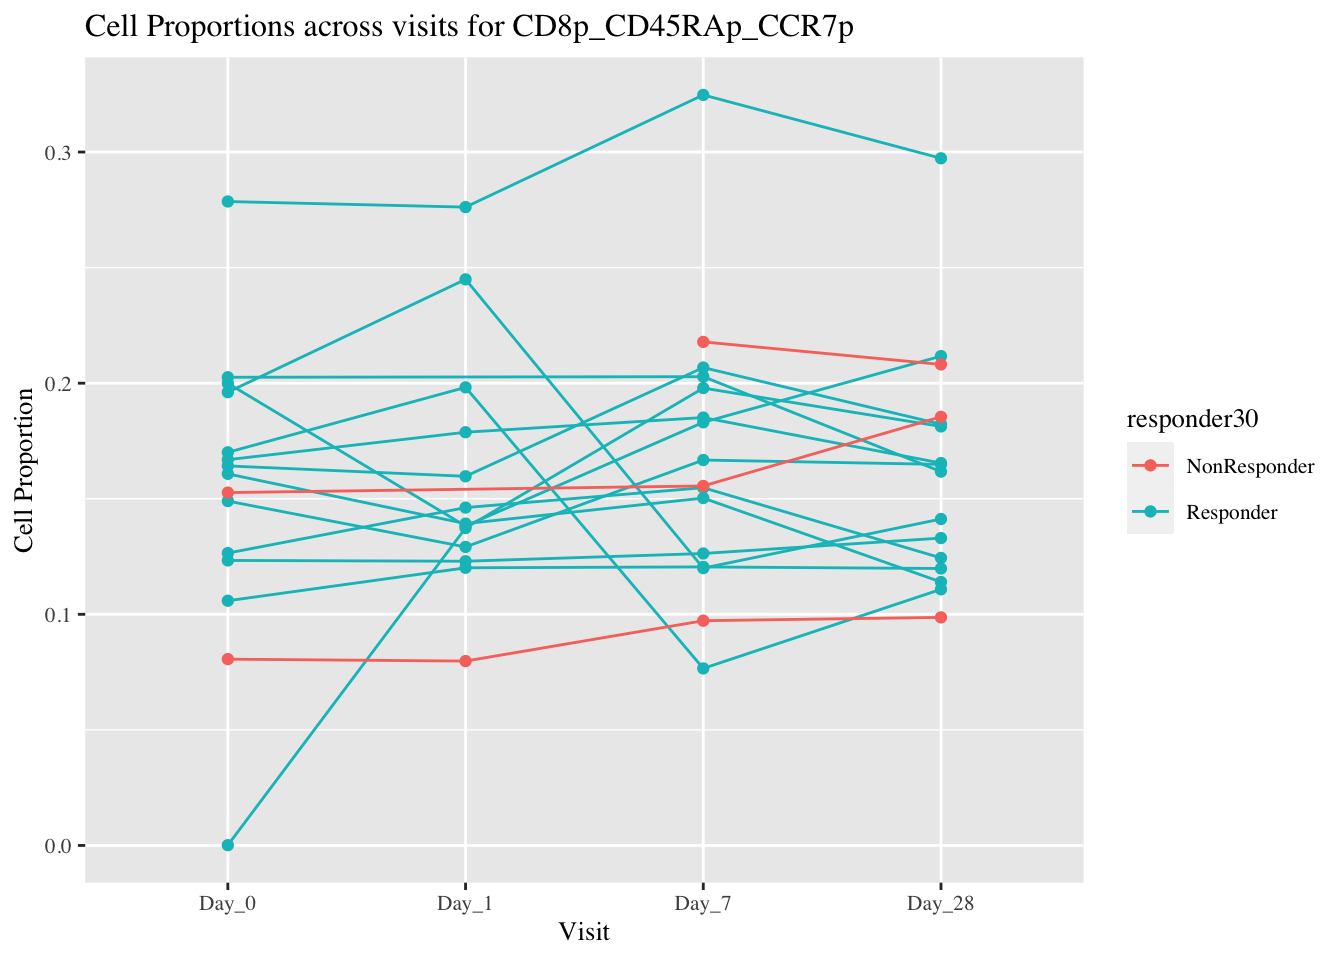 Cell Proportions across visits for CD8p_CD45RAp_CCR7p
Cell Proportion
0.3
0.2
0.1
0.0
Day_0
Day_1
Day_7
Day_28
Visit
responder30
NonResponder
Responder